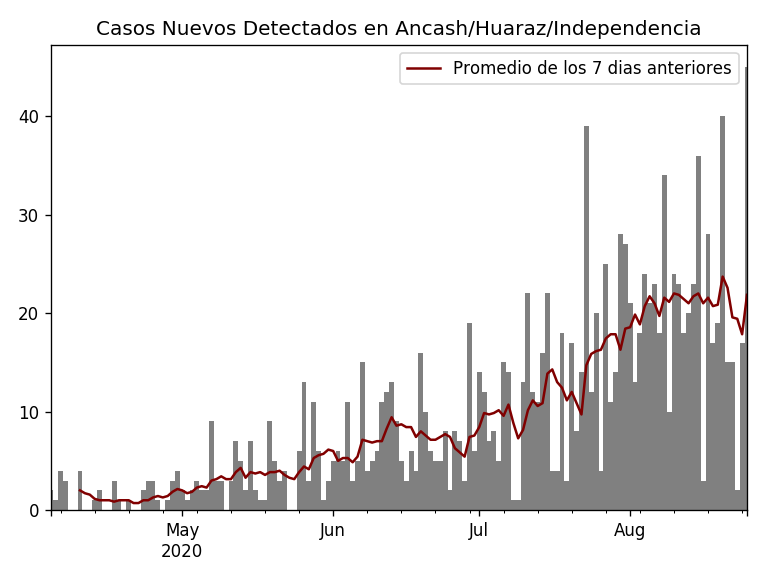 Casos Nuevos Detectados en Ancash/Huaraz/Independencia
Promedio de los 7 dias anteriores
40
30
20
10
0
May Jun Jul Aug
2020